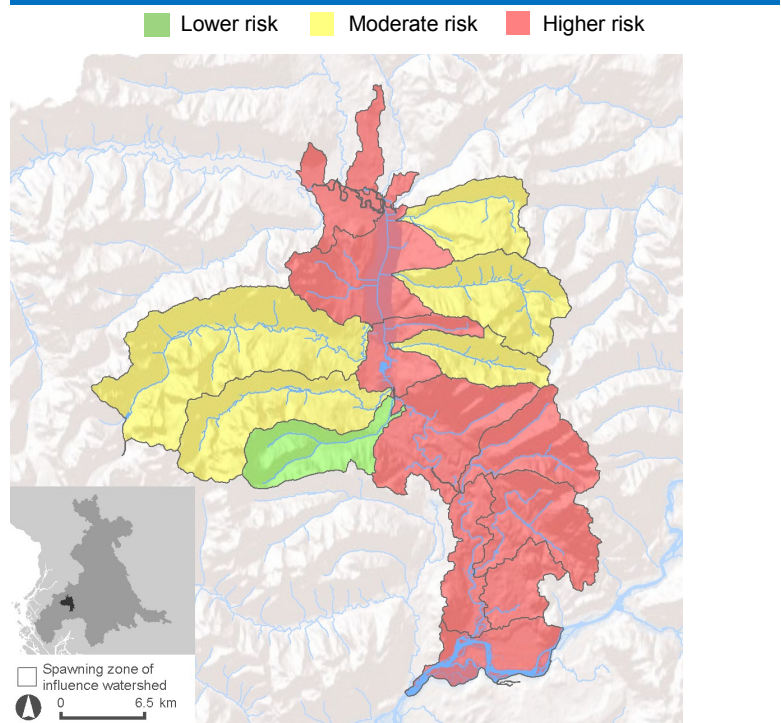 Lower risk Moderate risk Higher risk
Spawning zone of
influence watershed
0 6.5 km